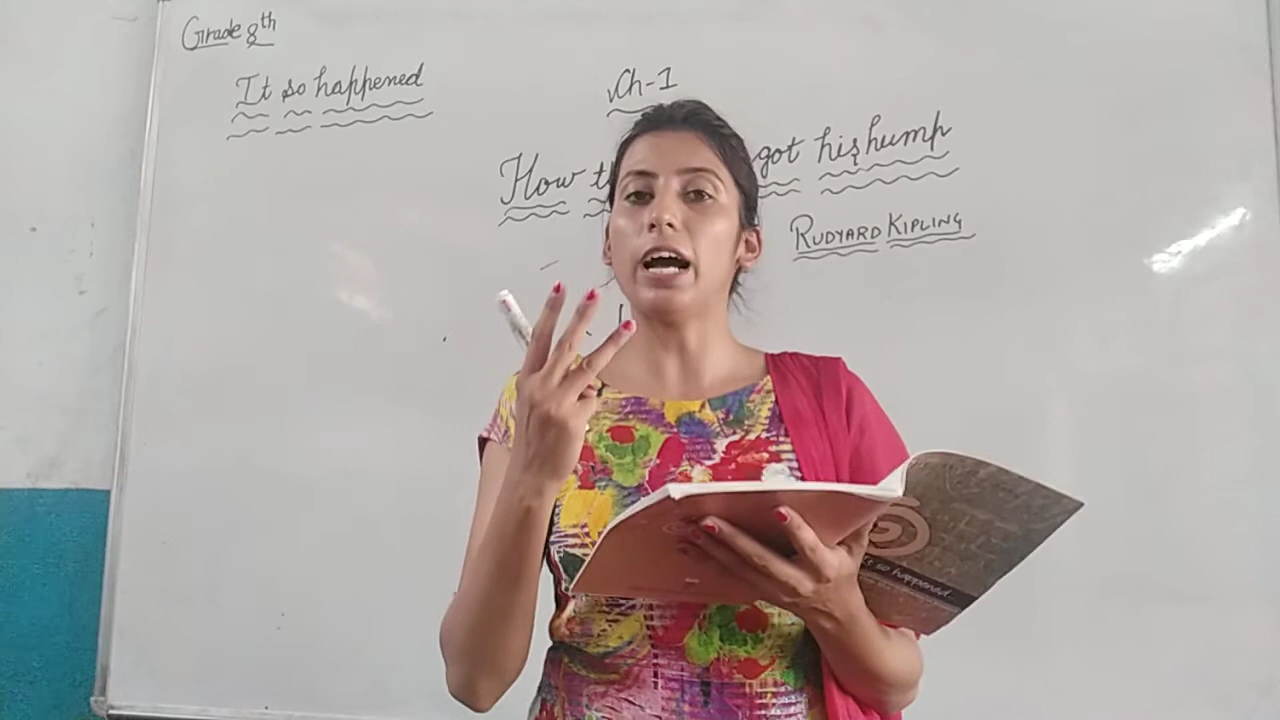 Grade 8th
It so happened
Ch-1
How got his hump
RUDYARD KIPLING
It so happened